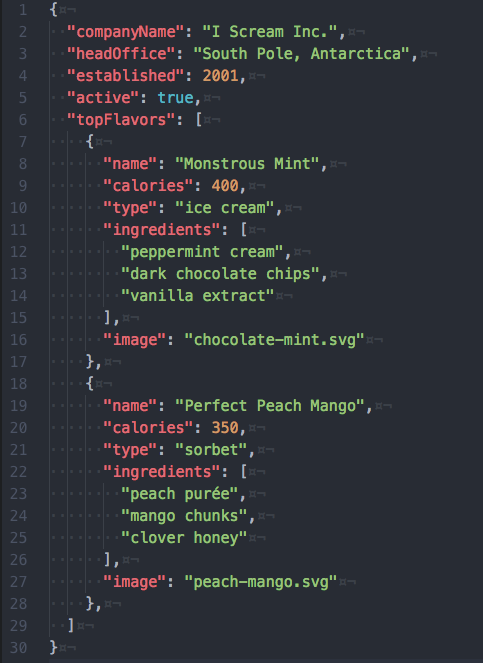 1 {
2   "companyName": "I Scream Inc.",
3   "headOffice": "South Pole, Antarctica",
4   "established": 2001,
5   "active": true,
6   "topFlavors": [
7     {
8       "name": "Monstrous Mint",
9       "calories": 400,
10       "type": "ice cream",
11       "ingredients": [
12         "peppermint cream",
13         "dark chocolate chips",
14         "vanilla extract"
15       ],
16       "image": "chocolate-mint.svg"
17     },
18     {
19       "name": "Perfect Peach Mango",
20       "calories": 350,
21       "type": "sorbet",
22       "ingredients": [
23         "peach purée",
24         "mango chunks",
25         "clover honey"
26       ],
27       "image": "peach-mango.svg"
28     },
29   ]
30 }